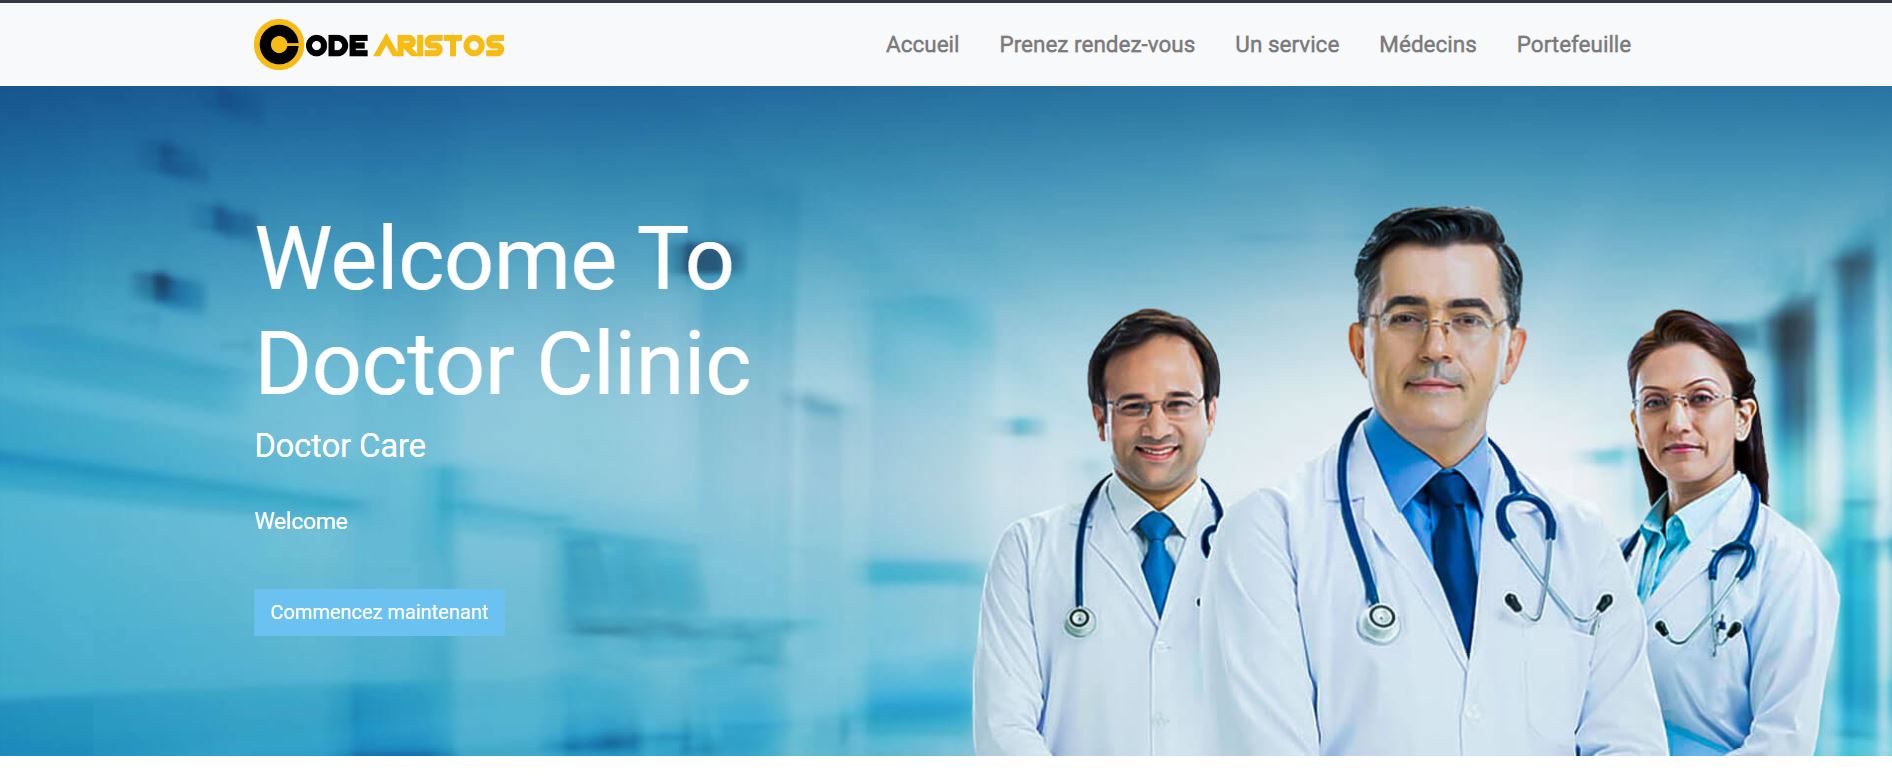 CODE ARISTOS
Accueil Prenez rendez-vous Un service Médecins Portefeuille
Welcome To
Doctor Clinic
Doctor Care
Welcome
Commencez maintenant